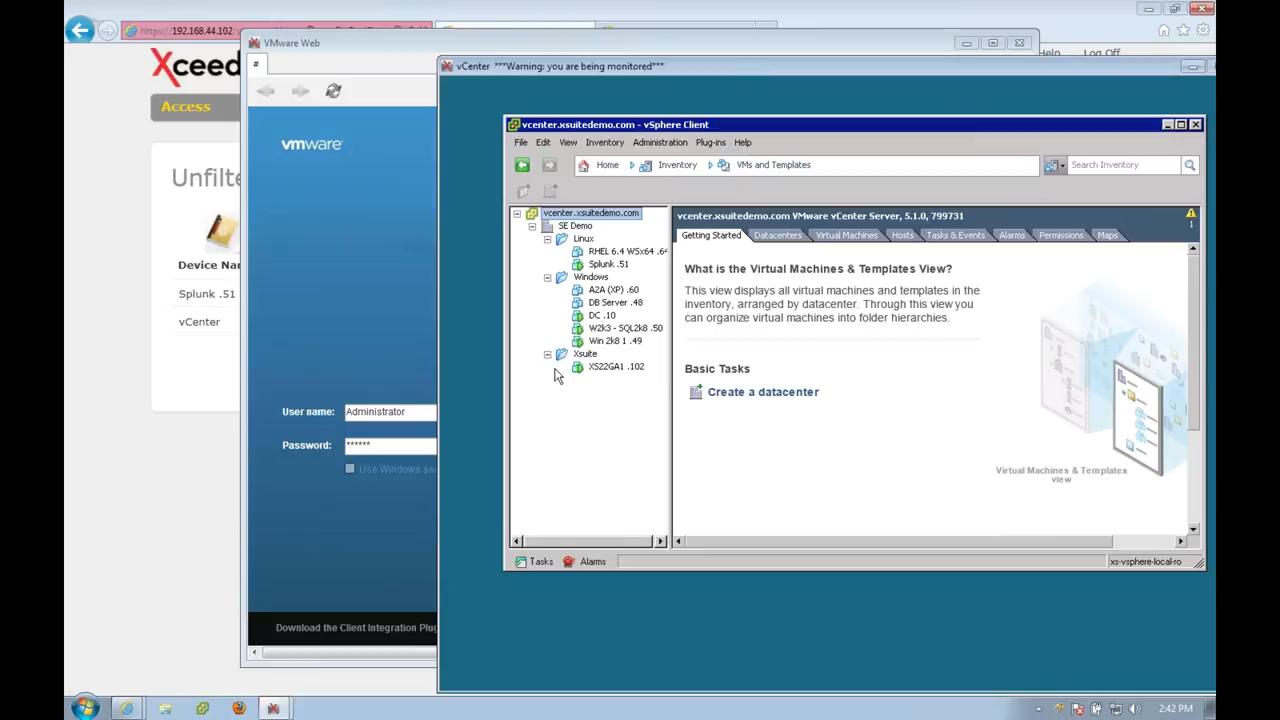 https://192.168.44.102/
Help
Log Off
Xceed
Access
Unfilte
Device Nar
Splunk .51
vCenter
VMware Web
#
vmware
User name:
Administrator
Password:
******
Use Windows se
Download the Client Integration Plug
vCenter ***Warning: you are being monitored***
vcenter.xsuitedemo.com - vSphere Client
File Edit View Inventory Administration Plug-ins Help
Home Inventory VMs and Templates
Search Inventory
vcenter.xsuitedemo.com
SE Demo
Linux
RHEL 6.4 WSx64 .64
Splunk .51
Windows
A2A (XP) .60
DB Server .48
DC .10
W2k3 - SQL2k8 .50
Win 2k8 1 .49
Xsuite
XS22GA1 .102
vcenter.xsuitedemo.com VMware vCenter Server, 5.1.0, 799731
1
Getting Started Datacenters Virtual Machines Hosts Tasks & Events Alarms Permissions Maps
What is the Virtual Machines & Templates View?
This view displays all virtual machines and templates in the
inventory, arranged by datacenter. Through this view you
can organize virtual machines into folder hierarchies.
Basic Tasks
Create a datacenter
Virtual Machines & Templates
view
Tasks Alarms
xs-vsphere-local-ro
2:42 PM